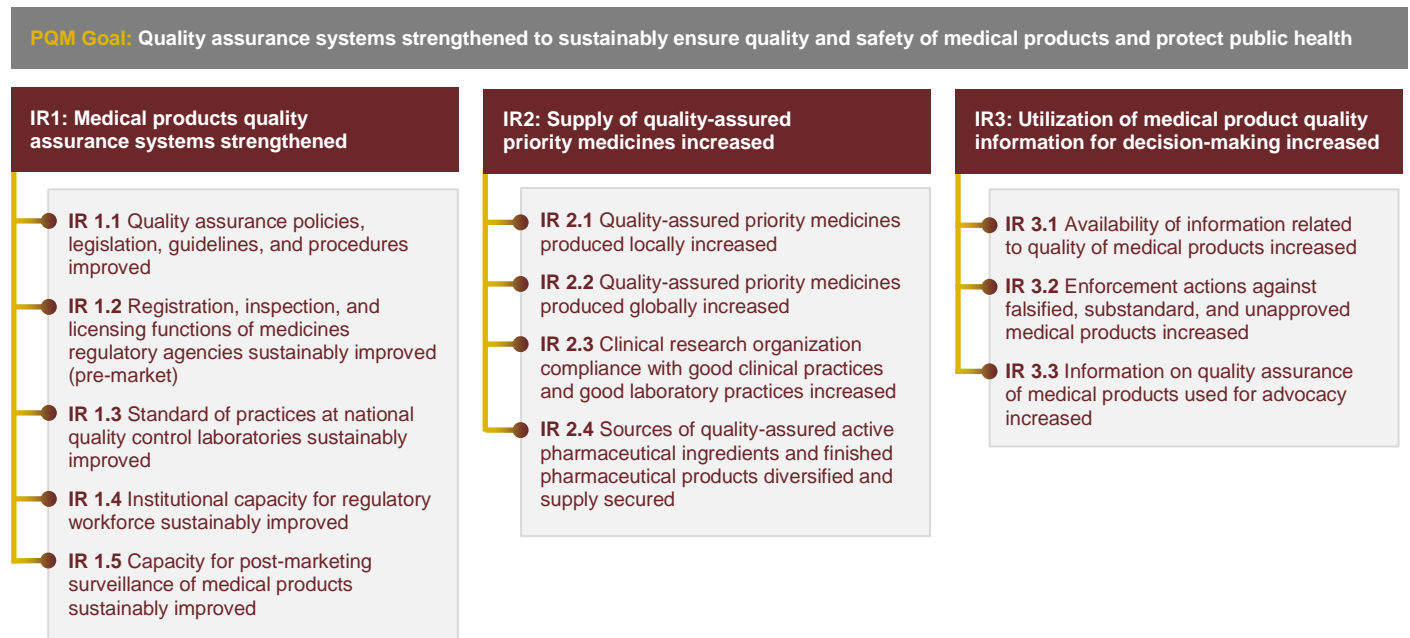 PQM Goal: Quality assurance systems strengthened to sustainably ensure quality and safety of medical products and protect public health
IR1: Medical products quality
assurance systems strengthened
IR 1.1 Quality assurance policies,
legislation, guidelines, and procedures
improved
IR 1.2 Registration, inspection, and
licensing functions of medicines
regulatory agencies sustainably improved
(pre-market)
IR 1.3 Standard of practices at national
quality control laboratories sustainably
improved
IR 1.4 Institutional capacity for regulatory
workforce sustainably improved
IR 1.5 Capacity for post-marketing
surveillance of medical products
sustainably improved
IR2: Supply of quality-assured
priority medicines increased
IR 2.1 Quality-assured priority medicines
produced locally increased
IR 2.2 Quality-assured priority medicines
produced globally increased
IR 2.3 Clinical research organization
compliance with good clinical practices
and good laboratory practices increased
IR 2.4 Sources of quality-assured active
pharmaceutical ingredients and finished
pharmaceutical products diversified and
supply secured
IR3: Utilization of medical product quality
information for decision-making increased
IR 3.1 Availability of information related
to quality of medical products increased
IR 3.2 Enforcement actions against
falsified, substandard, and unapproved
medical products increased
IR 3.3 Information on quality assurance
of medical products used for advocacy
increased